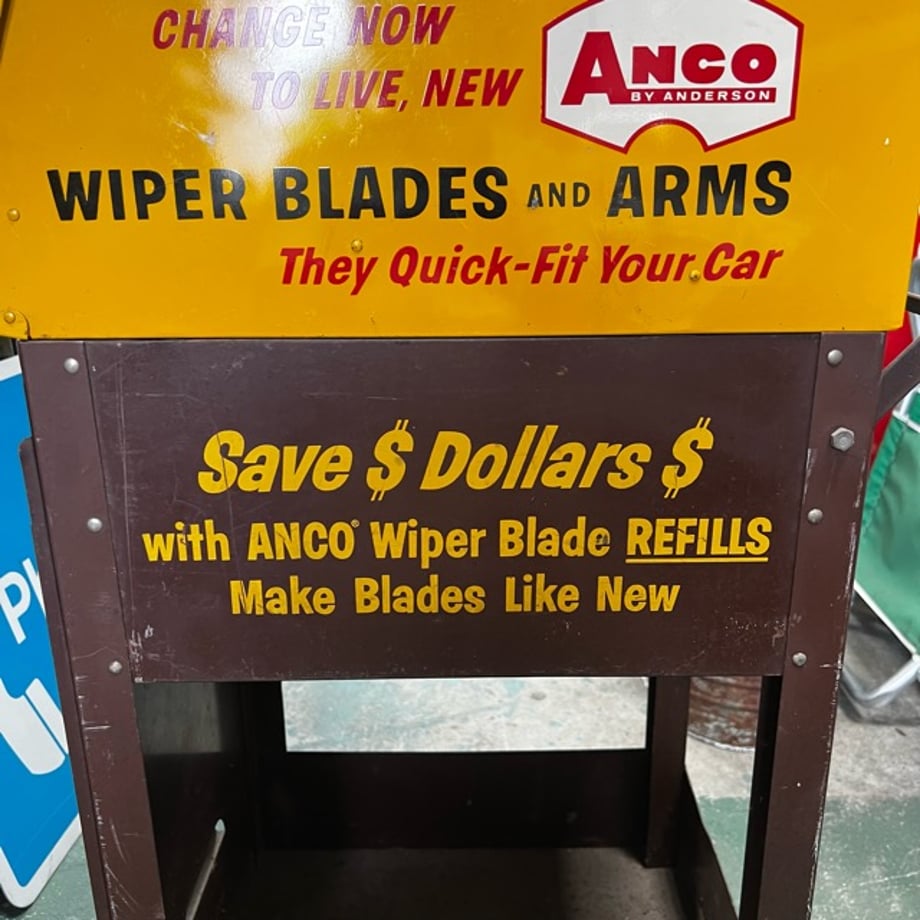 CHANGE NOW
TO LIVE, NEW
ANCO
BY ANDERSON
WIPER BLADES AND ARMS
They Quick-Fit Your Car
Save $ Dollars $
with ANCO® Wiper Blade REFILLS
Make Blades Like New